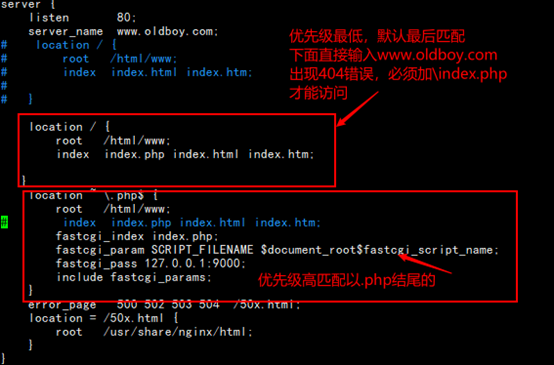 server {
    listen       80;
    server_name  www.oldboy.com;
#    location / {
#        root   /html/www;
#        index  index.html index.htm;
#
#   }
优先级最低，默认最后匹配
下面直接输入www.oldboy.com
出现404错误，必须加\index.php
才能访问
    location / {
        root   /html/www;
        index  index.php index.html index.htm;
    }
    location ~ \.php$ {
        root   /html/www;
#        index  index.php index.html index.htm;
        fastcgi_index index.php;
        fastcgi_param SCRIPT_FILENAME $document_root$fastcgi_script_name;
        fastcgi_pass 127.0.0.1:9000;
        include fastcgi_params;
优先级高匹配以.php结尾的
    }
    error_page   500 502 503 504  /50x.html;
    location = /50x.html {
        root   /usr/share/nginx/html;
    }
}